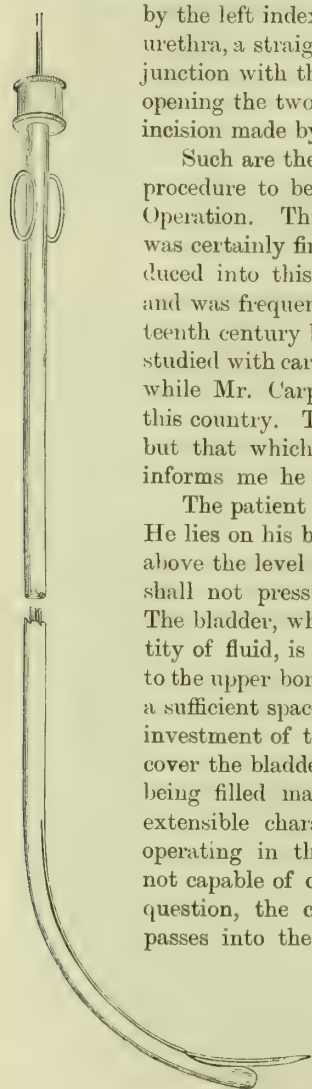 by the left index
urethra, a straig
junction with th
opening the two
incision made by
Such are the
procedure to be
Operation. Th
was certainly fir
duced into this
and was frequen
teenth century b
studied with car
while Mr. Carp
this country. T
but that which
informs me he
The patient
He lies on his b
above the level
shall not press
The bladder, wh
tity of fluid, is
to the upper bor
a sufficient space
investment of t
cover the bladde
being filled ma
extensible char
operating in th
not capable of d
question, the c
passes into the